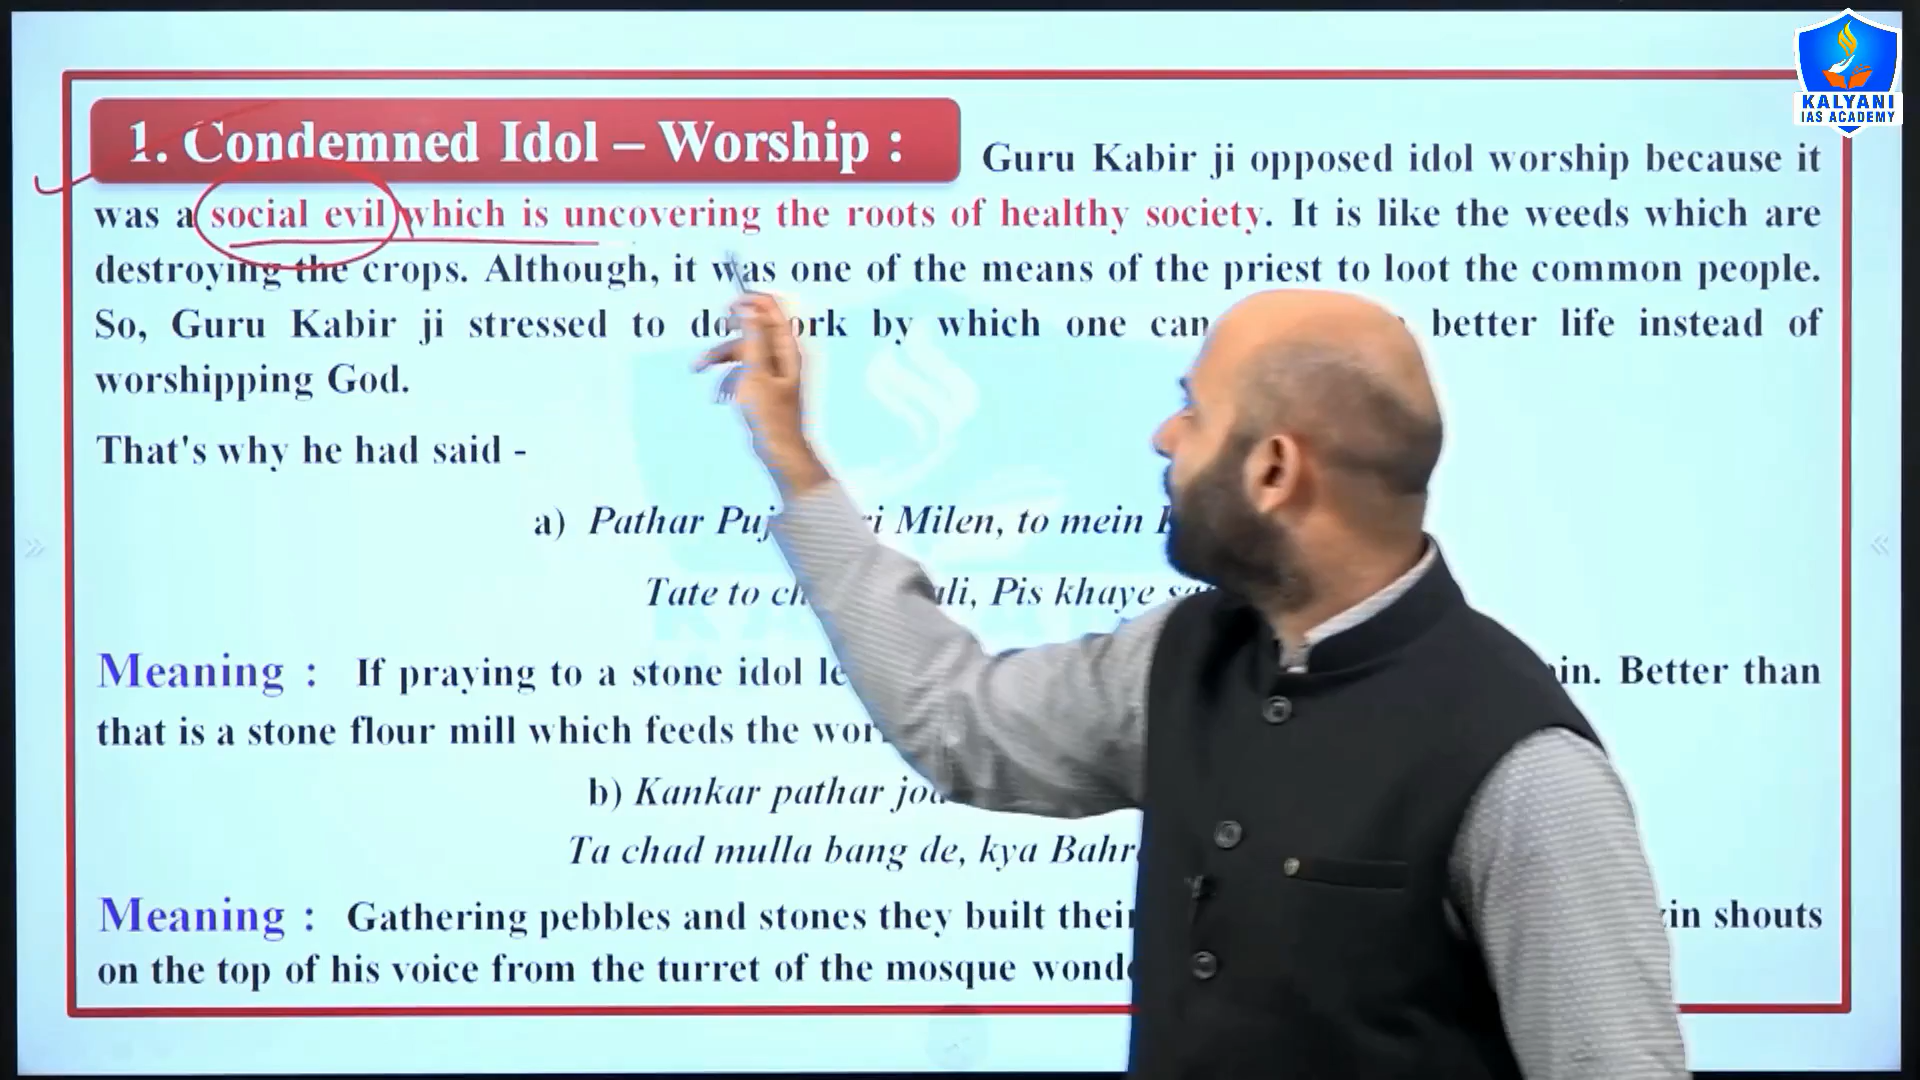 KALYANI
IAS ACADEMY
1. Condemned Idol – Worship : Guru Kabir ji opposed idol worship because it
was a social evil which is uncovering the roots of healthy society. It is like the weeds which are
destroying the crops. Although, it was one of the means of the priest to loot the common people.
So, Guru Kabir ji stressed to do by which one can better life instead of
worshipping God.
That's why he had said -
a) Pathar Milen, to mein
Tate to Pis khaye
Meaning : If praying to a stone idol Better than
that is a stone flour mill which feeds the
b) Kankar pathar
Ta chad mulla bang de, kya
Meaning : Gathering pebbles and stones they built shouts
on the top of his voice from the turret of the mosque